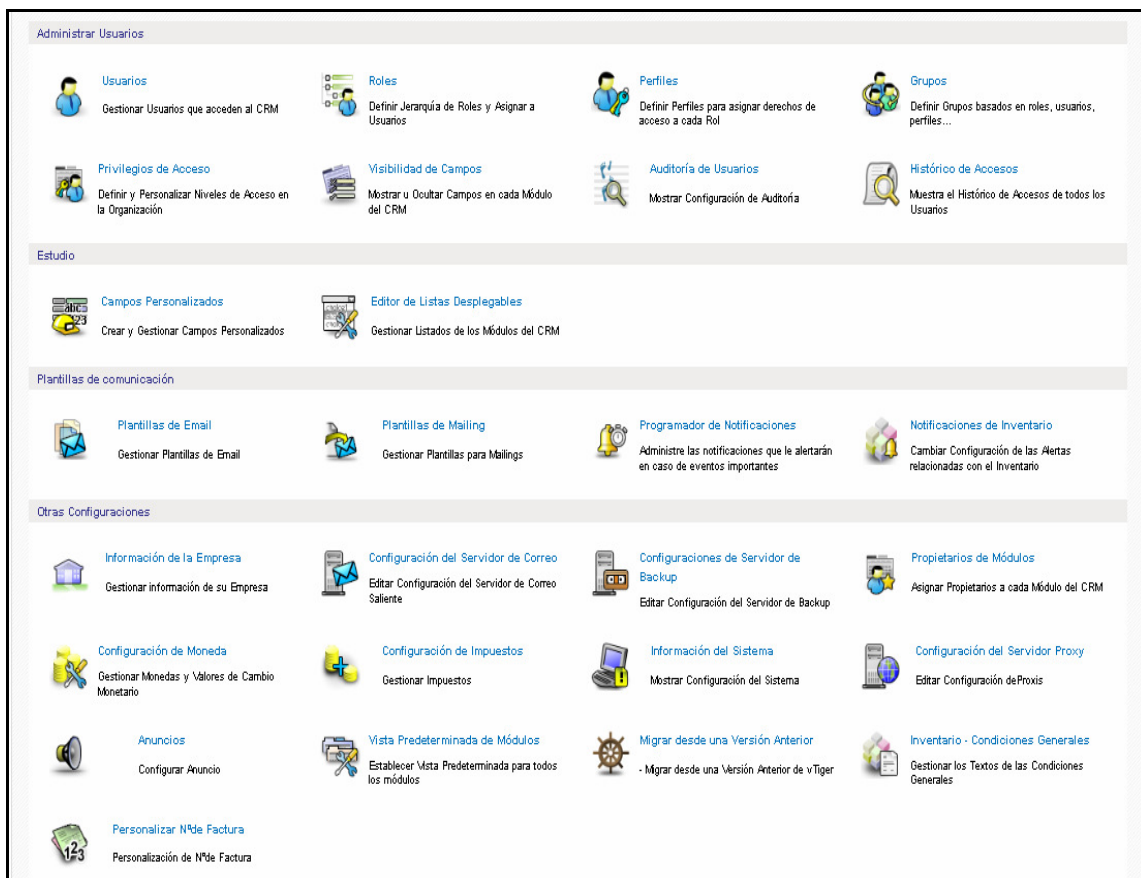 Administrar Usuarios
Usuarios
Gestionar Usuarios que acceden al CRM
Roles
Definir Jerarquía de Roles y Asignar a
Usuarios
Perfiles
Definir Perfiles para asignar derechos de
acceso a cada Rol
Grupos
Definir Grupos basados en roles, usuarios,
perfiles...
Privilegios de Acceso
Definir y Personalizar Niveles de Acceso en
la Organización
Visibilidad de Campos
Mostrar u Ocultar Campos en cada Módulo
del CRM
Auditoría de Usuarios
Mostrar Configuración de Auditoría
Histórico de Accesos
Muestra el Histórico de Accesos de todos los
Usuarios
Estudio
abc
23
Campos Personalizados
Crear y Gestionar Campos Personalizados
Editor de Listas Desplegables
Gestionar Listados de los Módulos del CRM
Plantillas de comunicación
Plantillas de Email
Gestionar Plantillas de Email
Plantillas de Mailing
Gestionar Plantillas para Mailings
Programador de Notificaciones
Administre las notificaciones que le alertarán
en caso de eventos importantes
Notificaciones de Inventario
Cambiar Configuración de las Alertas
relacionadas con el Inventario
Otras Configuraciones
Información de la Empresa
Gestionar información de su Empresa
Configuración del Servidor de Correo
Editar Configuración del Servidor de Correo
Saliente
Configuraciones de Servidor de
Backup
Editar Configuración del Servidor de Backup
Propietarios de Módulos
Asignar Propietarios a cada Módulo del CRM
Configuración de Moneda
Gestionar Monedas y Valores de Cambio
Monetario
Configuración de Impuestos
Gestionar Impuestos
Información del Sistema
Mostrar Configuración del Sistema
Configuración del Servidor Proxy
Editar Configuración deProxis
Anuncios
Configurar Anuncio
Vista Predeterminada de Módulos
Establecer Vista Predeterminada para todos
los módulos
Migrar desde una Versión Anterior
- Migrar desde una Versión Anterior de vTiger
Inventario - Condiciones Generales
Gestionar los Textos de las Condiciones
Generales
123
Personalizar Nºde Factura
Personalización de Nºde Factura